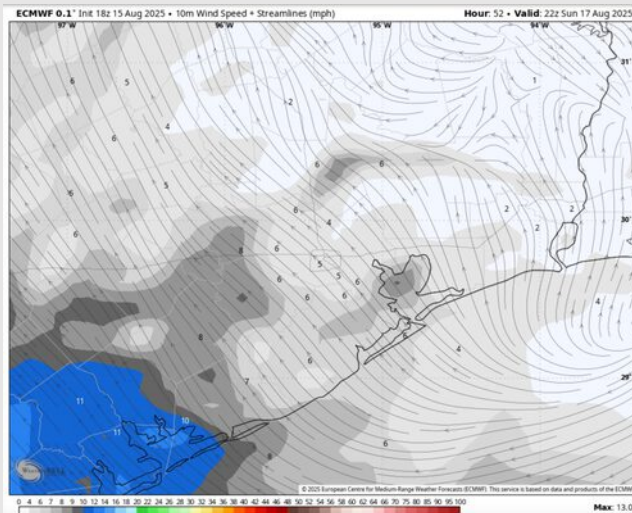 ECMWF 0.1° Init 18z 15 Aug 2025 • 10m Wind Speed + Streamlines (mph) Hour: 52 • Valid: 22z Sun 17 Aug 2025
97°W 96°W 95°W 94°W
31°
6 5 1
2
4
6
6 6
5
6
6 2 2
4 30°
6 2
8 6
5
6 5 6
6 6 4
8
6 6 4
29°
7
11
11 10
6
8
© 2025 European Centre for Medium-Range Weather Forecasts (ECMWF). This service is based on data and products of the ECMWF
0 4 6 7 8 9 10 12 14 16 18 20 22 24 26 28 30 32 34 36 38 40 42 44 46 48 50 52 54 56 58 60 62 64 66 70 75 80 85 90 95 100
Max: 13.0